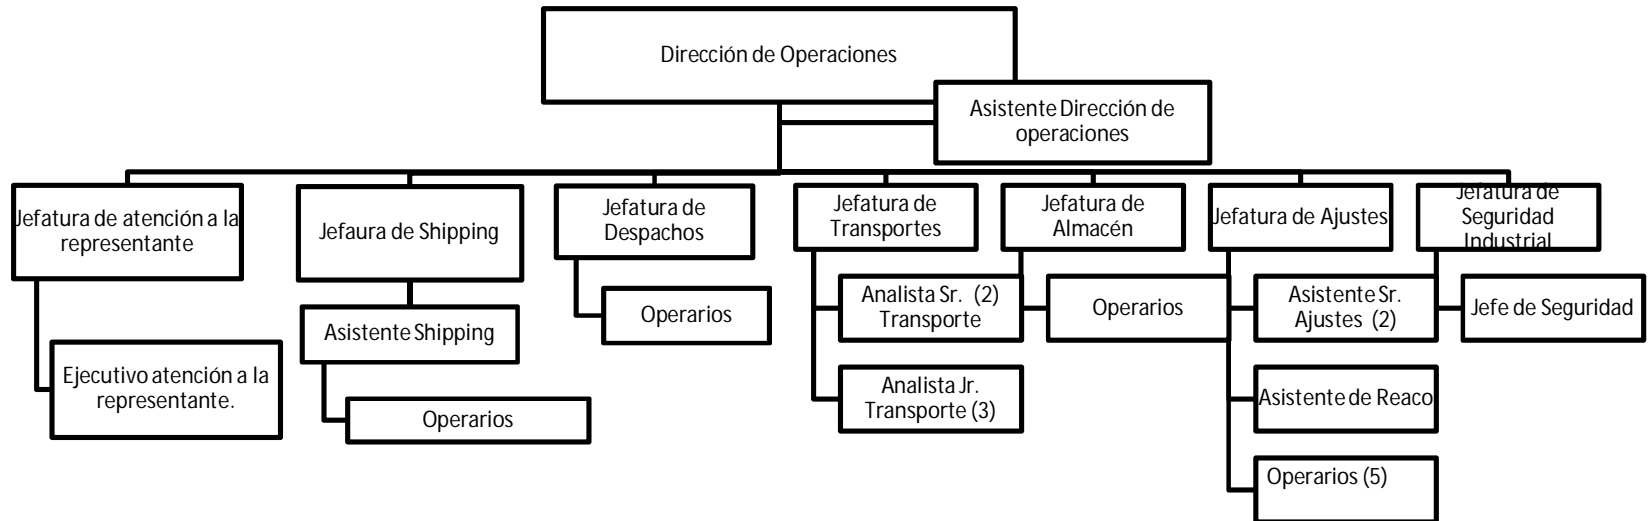 Dirección de Operaciones
Asistente Dirección de
operaciones
Jefatura de atención a la
representante
Jefaura de Shipping
Jefatura de
Despachos
Jefatura de
Transportes
Jefatura de
Almacén
Jefatura de Ajustes
Jefatura de
Seguridad
Industrial
Ejecutivo atención a la
representante.
Asistente Shipping
Operarios
Operarios
Analista Sr. (2)
Transporte
Analista Jr.
Transporte (3)
Operarios
Asistente Sr.
Ajustes (2)
Asistente de Reaco
Operarios (5)
Jefe de Seguridad